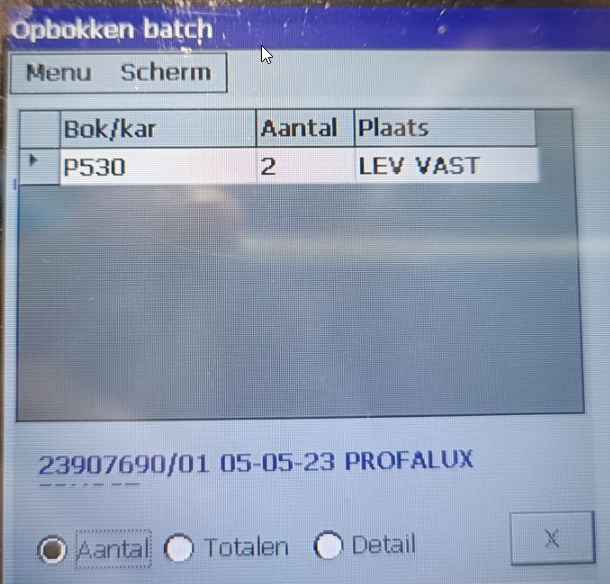 Opbokken batch
Menu Scherm
Bok/kar Aantal Plaats
P530 2 LEV VAST
23907690/01 05-05-23 PROFALUX
Aantal Totalen Detail X